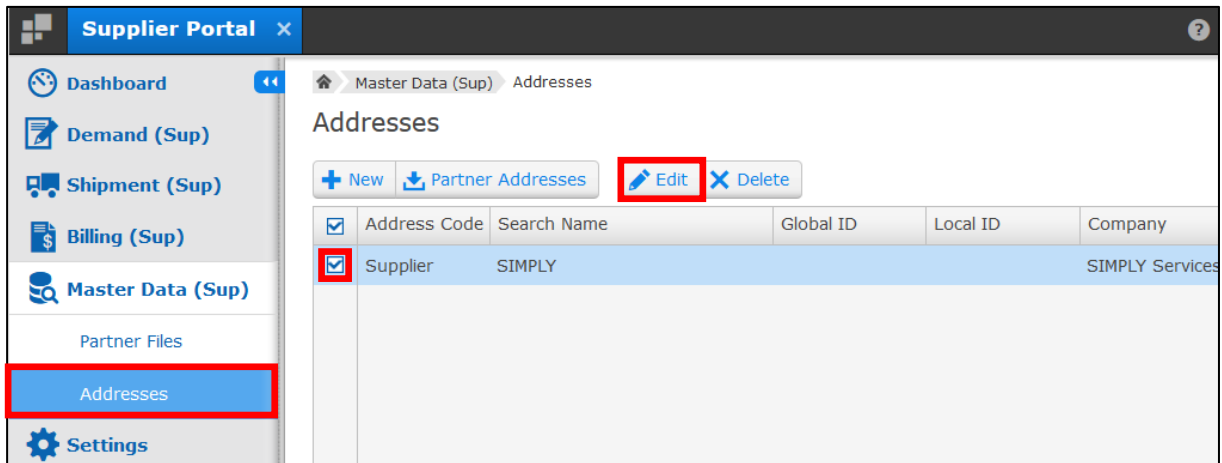 Supplier Portal ×
?
Dashboard
Demand (Sup)
Shipment (Sup)
Billing (Sup)
Master Data (Sup)
Partner Files
Addresses
Settings
Master Data (Sup) Addresses
Addresses
New Partner Addresses Edit Delete
Address Code Search Name Global ID Local ID Company
Supplier SIMPLY SIMPLY Services